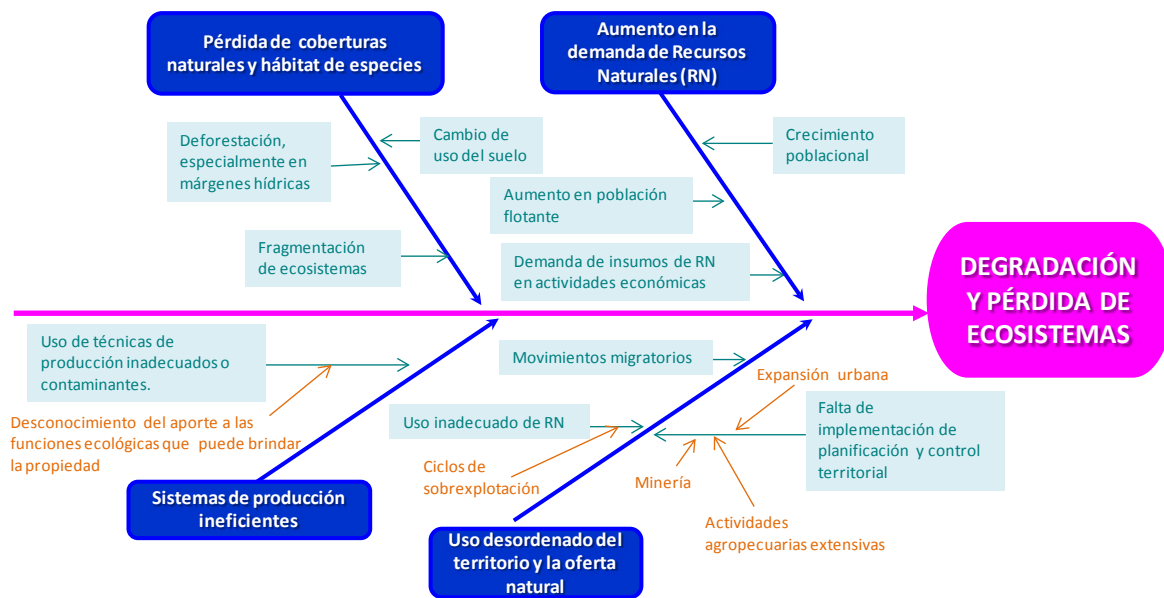 Pérdida de coberturas
naturales y hábitat de especies
Aumento en la
demanda de Recursos
Naturales (RN)
Deforestación,
especialmente en
márgenes hídricas
Cambio de
uso del suelo
Crecimiento
poblacional
Aumento en población
flotante
Fragmentación
de ecosistemas
Demanda de insumos de RN
en actividades económicas
DEGRADACIÓN
Y PÉRDIDA DE
ECOSISTEMAS
Uso de técnicas de
producción inadecuados o
contaminantes.
Movimientos migratorios
Expansión urbana
Desconocimiento del aporte a las
funciones ecológicas que puede brindar
la propiedad
Uso inadecuado de RN
Falta de
implementación de
planificación y control
territorial
Ciclos de
sobrexplotación
Minería
Actividades
agropecuarias extensivas
Sistemas de producción
ineficientes
Uso desordenado del
territorio y la oferta
natural